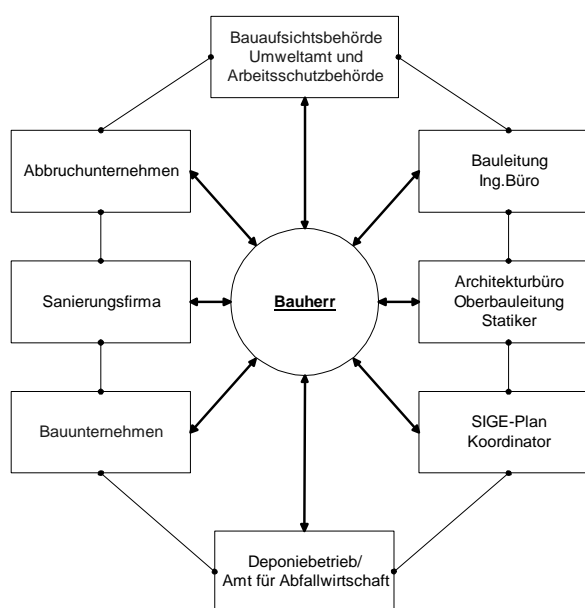 Bauaufsichtsbehörde
Umweltamt und
Arbeitsschutzbehörde
Abbruchunternehmen
Bauleitung
Ing.Büro
Sanierungsfirma
Bauherr
Architekturbüro
Oberbauleitung
Statiker
Bauunternehmen
SIGE-Plan
Koordinator
Deponiebetrieb/
Amt für Abfallwirtschaft